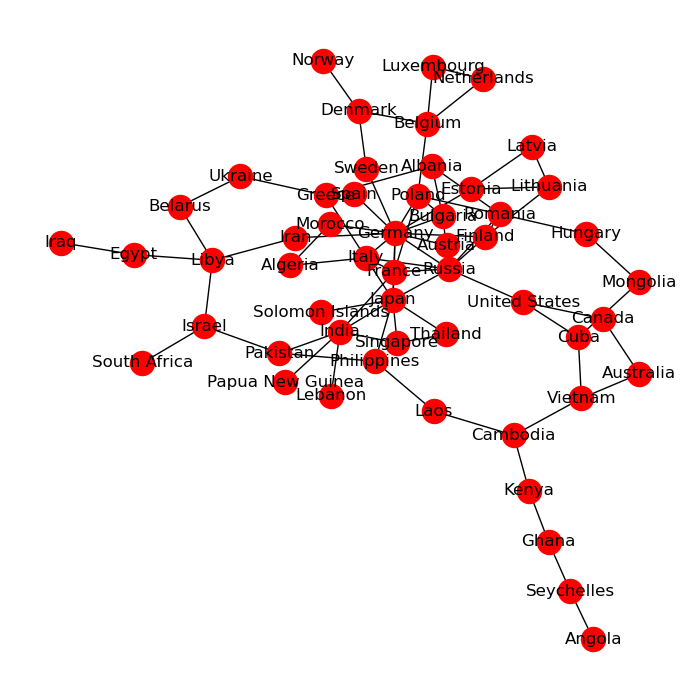 Norway
Luxembourg
Netherlands
Denmark
Belgium
Latvia
Sweden
Albania
Ukraine
Greece
Spain
Poland
Estonia
Lithuania
Belarus
Morocco
Bulgaria
Romania
Iraq
Egypt
Libya
Iran
Germany
Austria
Finland
Hungary
Algeria
Italy
France
Russia
Mongolia
Japan
United States
Solomon Islands
Canada
Israel
India
Singapore
Thailand
Cuba
South Africa
Pakistan
Philippines
Papua New Guinea
Australia
Lebanon
Vietnam
Laos
Cambodia
Kenya
Ghana
Seychelles
Angola